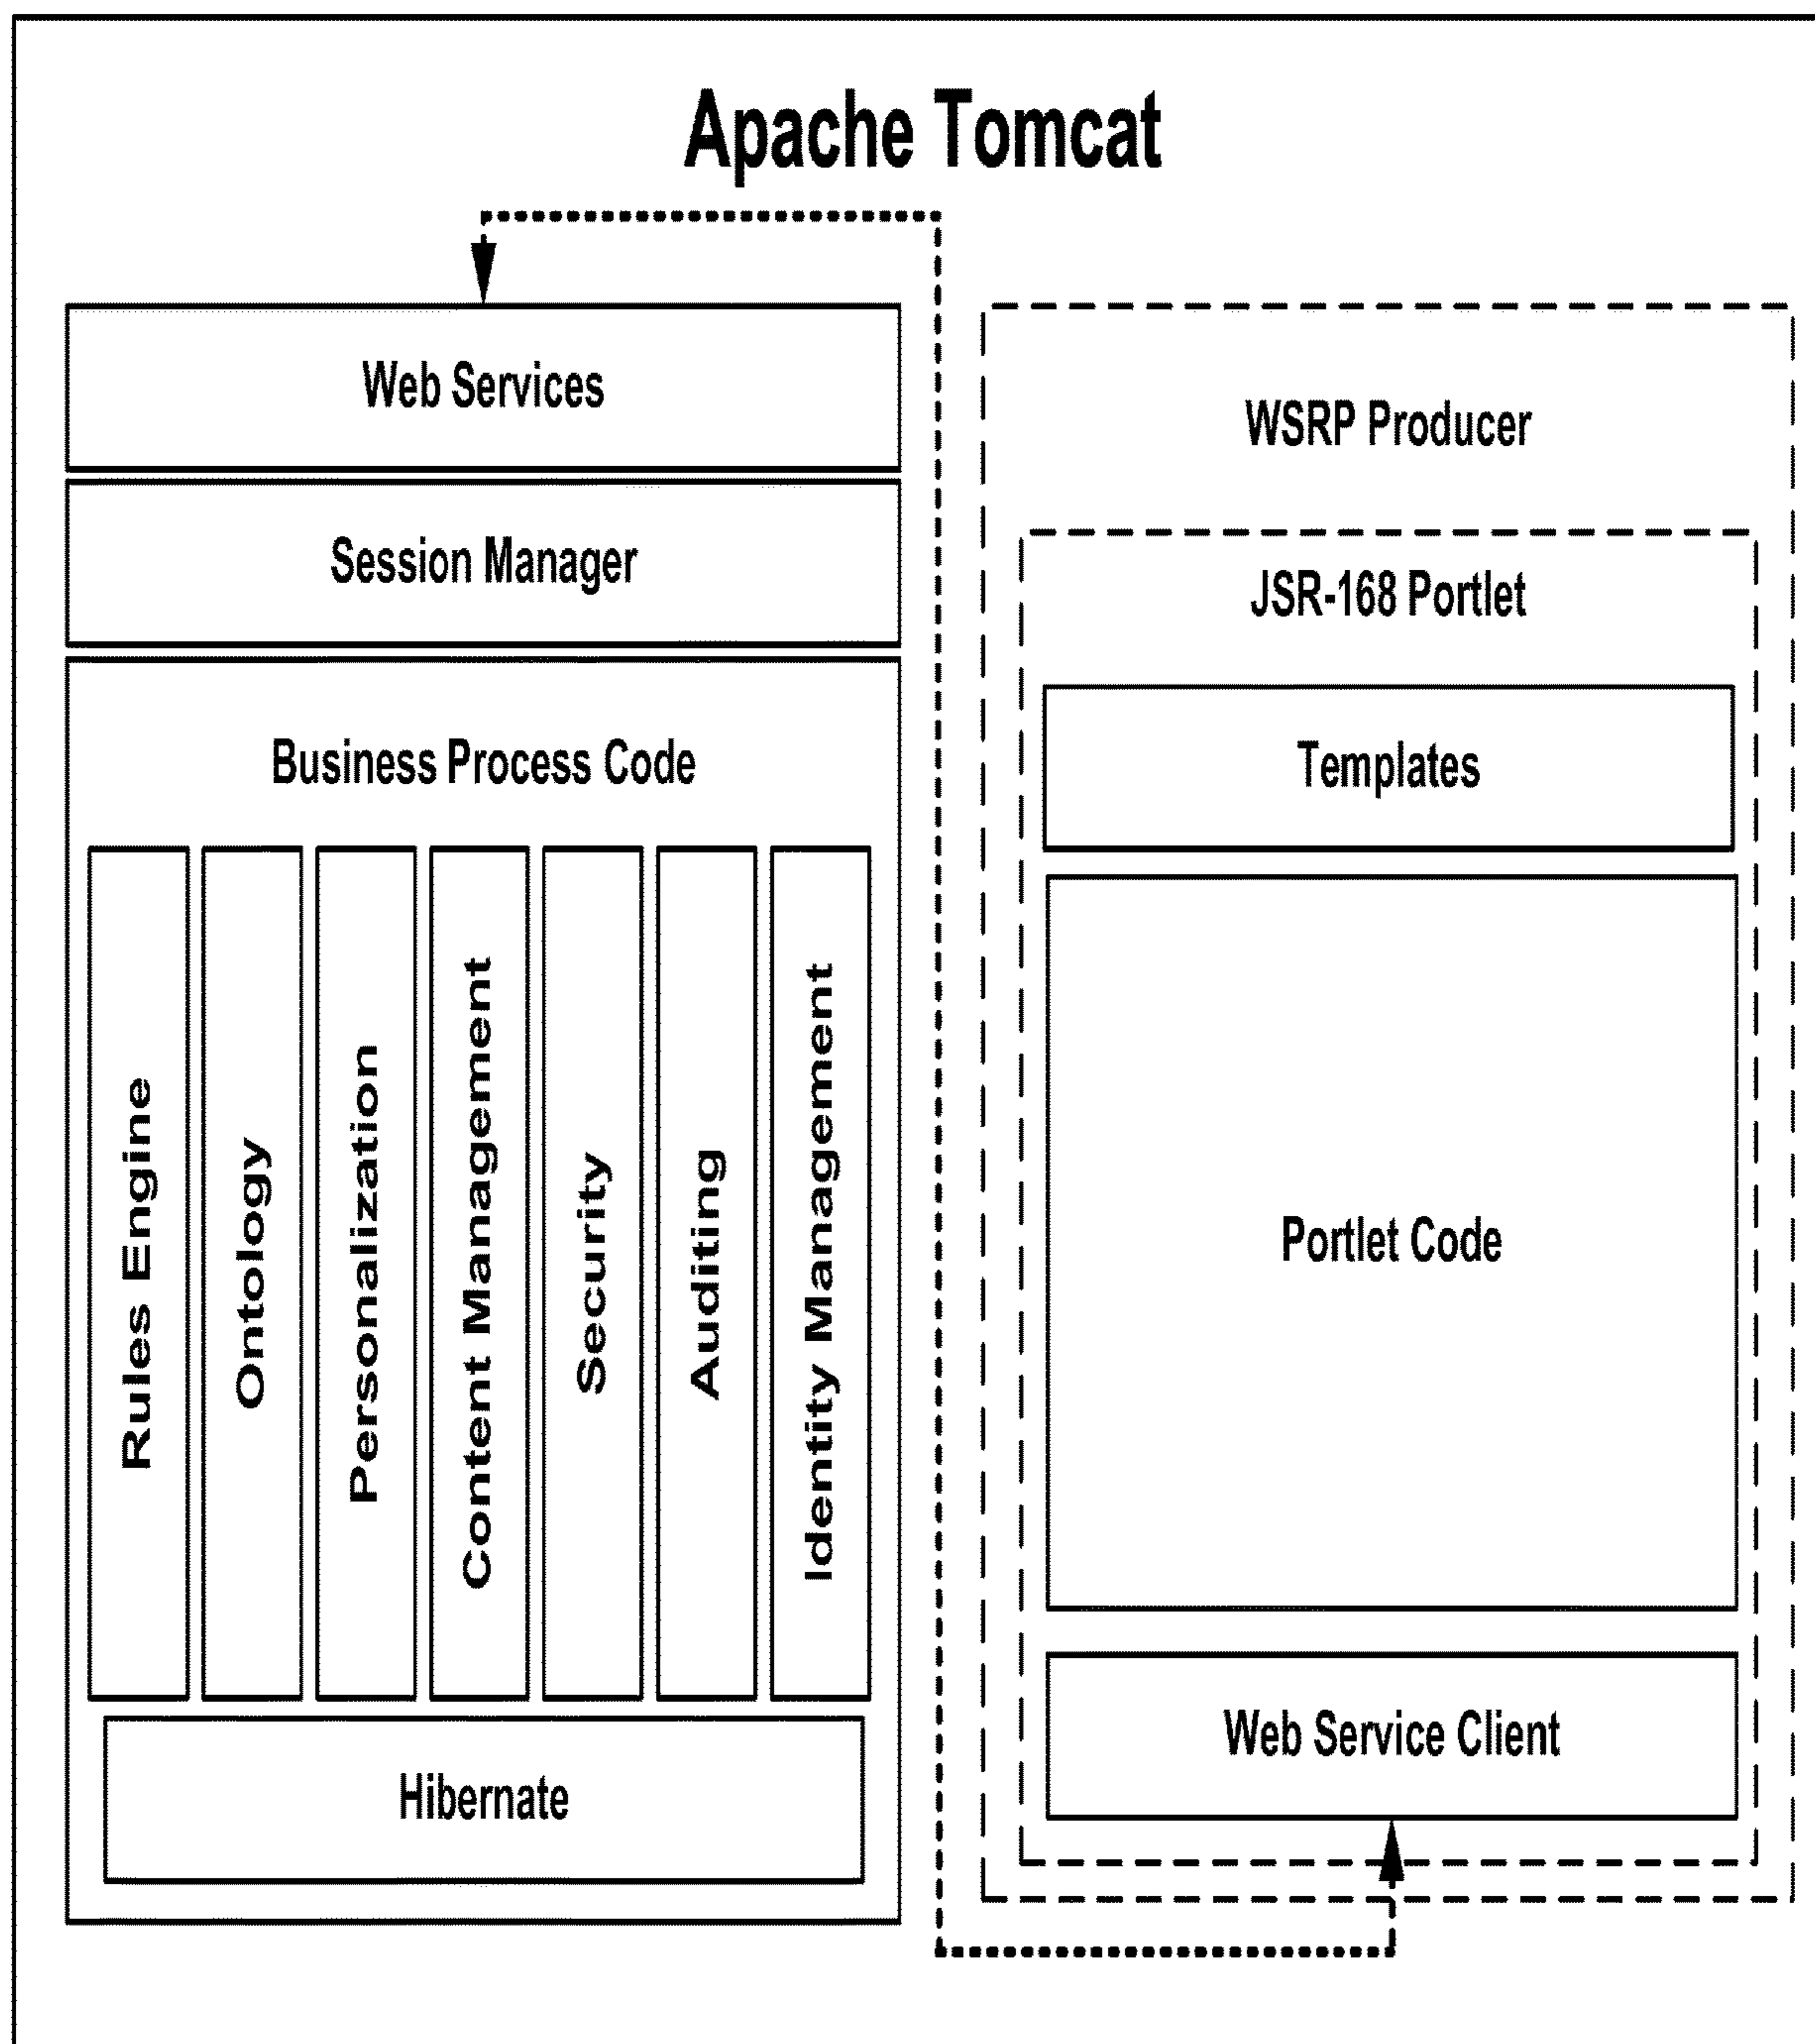 Apache Tomcat
Web Services
Session Manager
Business Process Code
Rules Engine
Ontology
Personalization
Content Management
Security
Auditing
Identity Management
Hibernate
WSRP Producer
JSR-168 Portlet
Templates
Portlet Code
Web Service Client